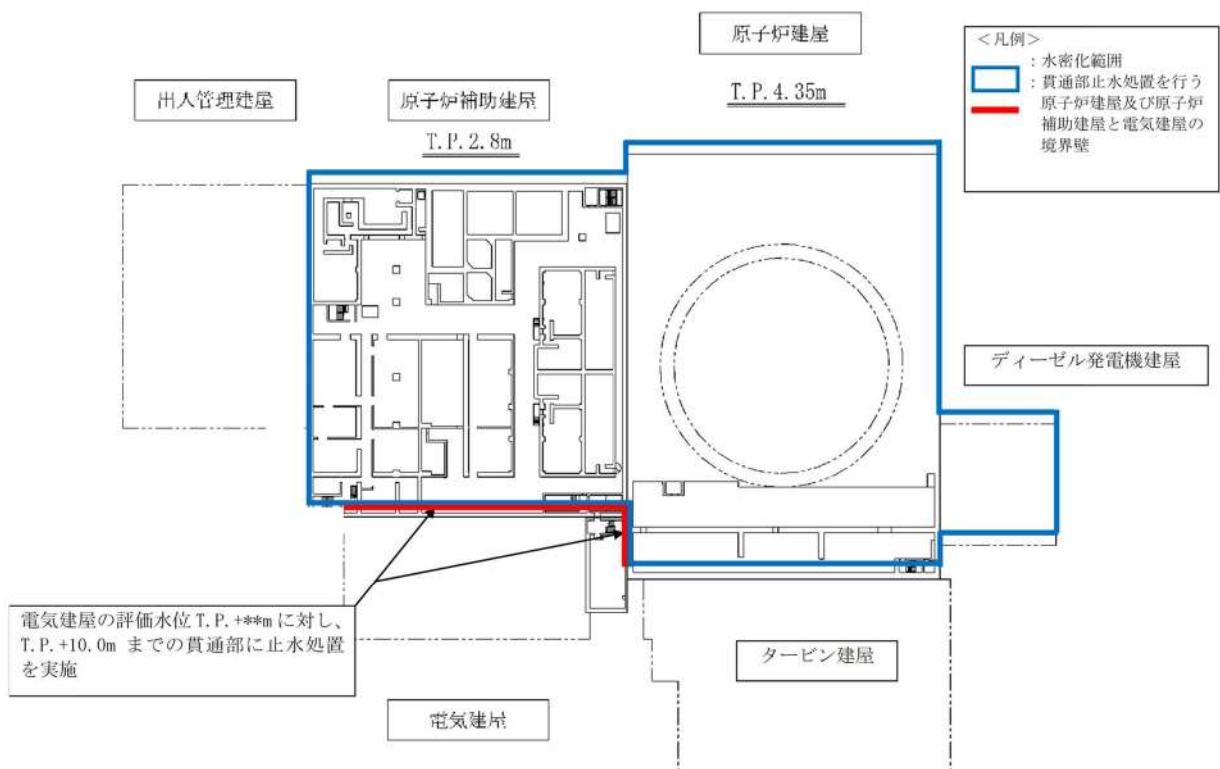 原子炉建屋
T.P.4.35m
出入管理建屋
原子炉補助建屋
T.P.2.8m
<凡例>
：水密化範囲
：貫通部止水処置を行う
原子炉建屋及び原子炉
補助建屋と電気建屋の
境界壁
ディーゼル発電機建屋
電気建屋の評価水位 T.P.+**m に対し、
T.P.+10.0m までの貫通部に止水処置
を実施
タービン建屋
電気建屋